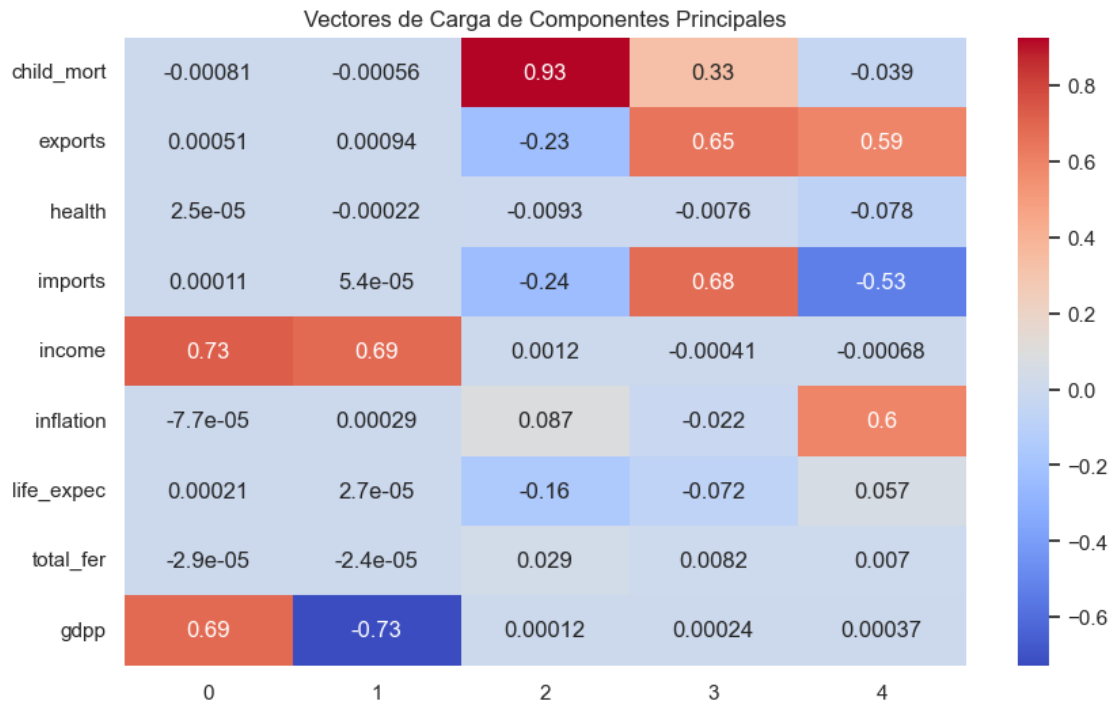 Vectores de Carga de Componentes Principales
child_mort -0.00081 -0.00056 0.93 0.33 -0.039
exports 0.00051 0.00094 -0.23 0.65 0.59
health 2.5e-05 -0.00022 -0.0093 -0.0076 -0.078
imports 0.00011 5.4e-05 -0.24 0.68 -0.53
income 0.73 0.69 0.0012 -0.00041 -0.00068
inflation -7.7e-05 0.00029 0.087 -0.022 0.6
life_expec 0.00021 2.7e-05 -0.16 -0.072 0.057
total_fer -2.9e-05 -2.4e-05 0.029 0.0082 0.007
gdpp 0.69 -0.73 0.00012 0.00024 0.00037
0 1 2 3 4
0.8
0.6
0.4
0.2
0.0
−0.2
−0.4
−0.6